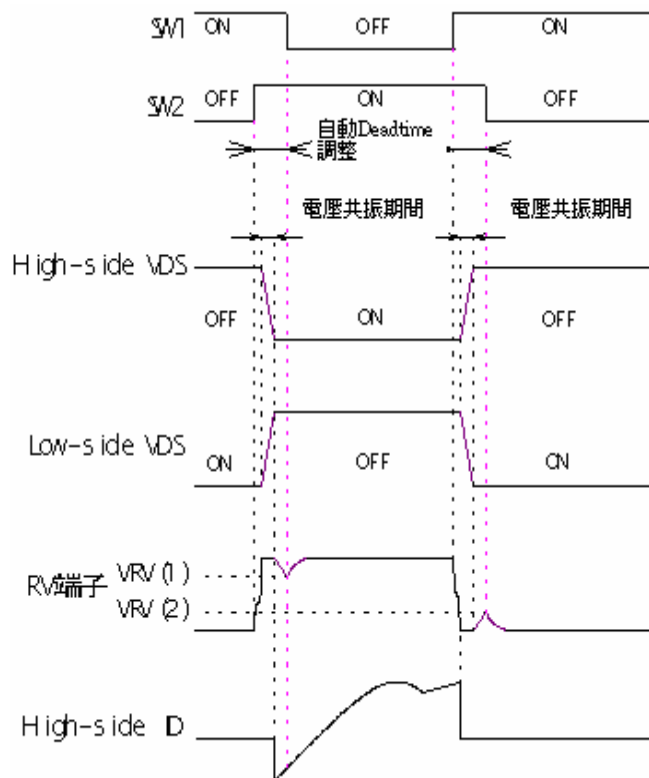 SW1 ON OFF ON
SW2 OFF ON OFF
自動Deadtime
調整
電壓共振期間 電壓共振期間
High-side VDS
OFF ON OFF
Low-side VDS
ON OFF ON
RV端子
VRV(1)
VRV(2)
High-side ID